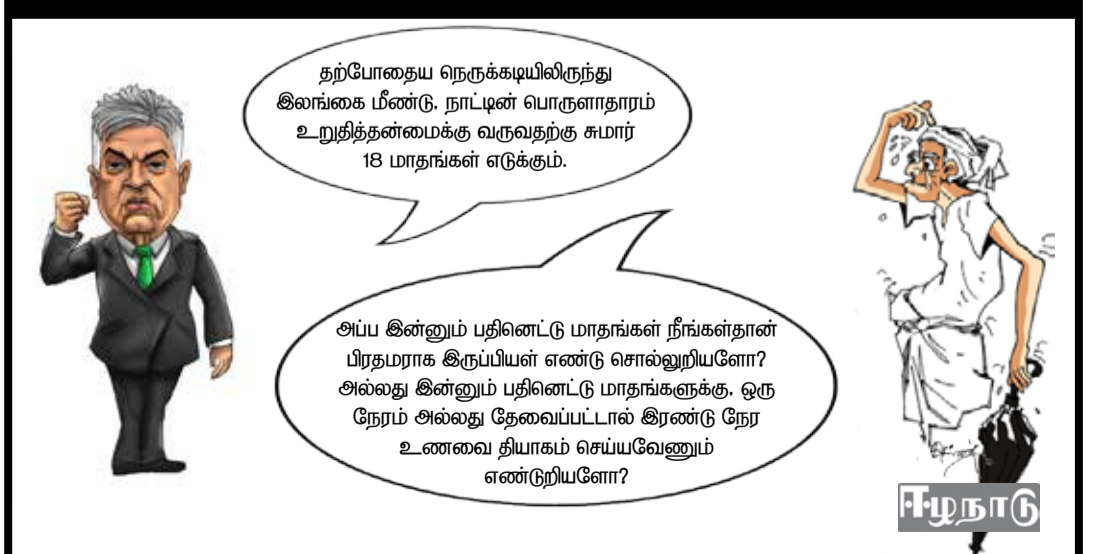 தற்போதைய நெருக்கடியிலிருந்து
இலங்கை மீண்டு, நாட்டின் பொருளாதாரம்
உறுதித்தன்மைக்கு வருவதற்கு சுமார்
18 மாதங்கள் எடுக்கும்.
அப்ப இன்னும் பதினெட்டு மாதங்கள் நீங்கள்தான்
பிரதமராக இருப்பியள் எண்டு சொல்லுறியளோ?
அல்லது இன்னும் பதினெட்டு மாதங்களுக்கு, ஒரு
நேரம் அல்லது தேவைப்பட்டால் இரண்டு நேர
உணவை தியாகம் செய்யவேணும்
எண்டுறியளோ?
ஈழநாடு